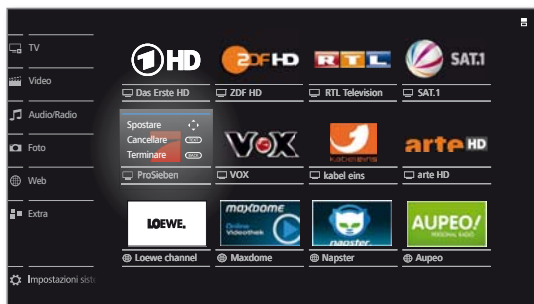 TV
Video
Audio/Radio
Foto
Web
Extra
Impostazioni sist
HD
ZDF HD
RTL
SAT.1
Das Erste HD
ZDF HD
RTL Television
SAT.1
Spostare
Cancellare
Terminare
VOX
kabel eins
arte HD
ProSieben
VOX
kabel eins
arte HD
LOEWE.
maxdome
Online
Videothek
napster
AUPEO!
PERSONAL RADIO
Loewe channel
Maxdome
Napster
Aupeo